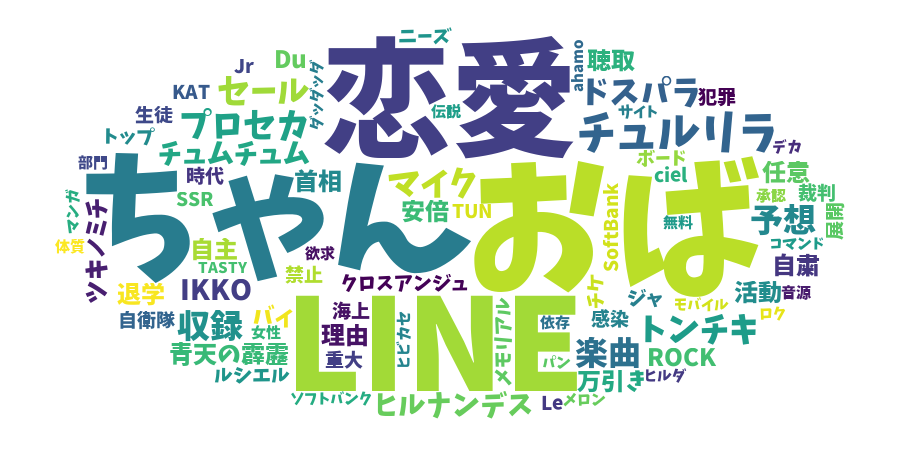 ニーズ
恋愛
ahamo
聴取
Du
Jr
KAT
セール
ダッダッダ
伝説
ドスパラ
犯罪
サイト
生徒
プロセカ
チュルリラ
トップ
チュムチュム
デカ
部門
時代
首相
マイク
ボード
ciel
任意
ちゃん
おば
SSR
安倍
TUN
SoftBank
無料
承認
裁判
マンガ
ツキノミチ
予想
展開
体質
自主
欲求
コマンド
TASTY
禁止
クロスアンジュ
自粛
退学
IKKO
LINE
チケ
ジャ
活動
音源
モバイル
自衛隊
収録
バイ
海上
メモリアル
依存
感染
トンチキ
ロク
女性
理由
ヒビカセ
青天の霹靂
重大
パン
楽曲
ROCK
ルシエル
万引き
ヒルダ
ソフトバンク
ヒルナンデス
Le
メロン